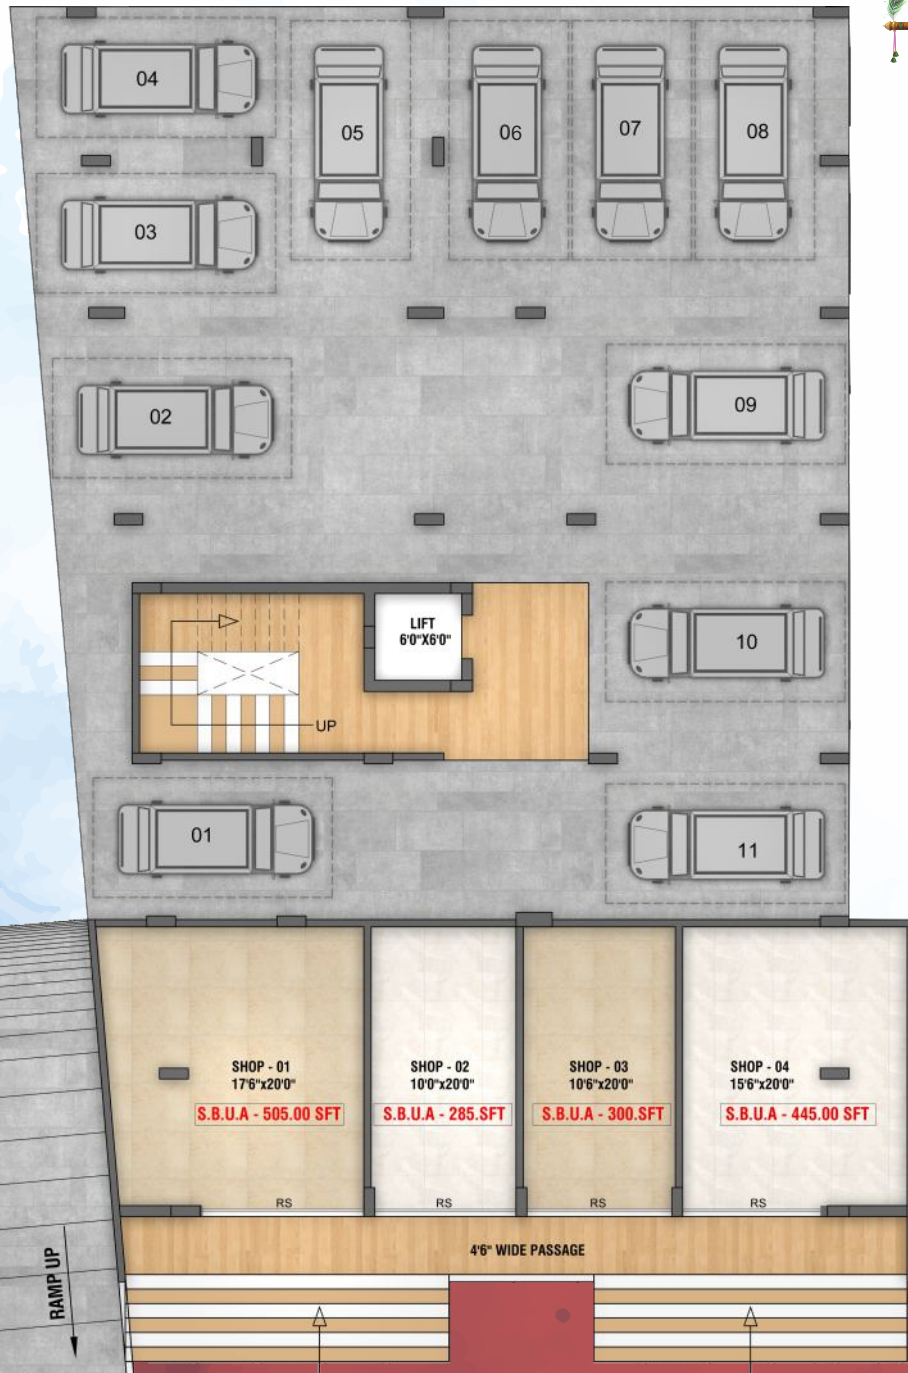 04
05
06
07
08
03
02
09
LIFT
6'0"X6'0"
10
UP
01
11
SHOP - 01
17'6"x20'0"
S.B.U.A - 505.00 SFT
SHOP - 02
10'0"x20'0"
S.B.U.A - 285.SFT
SHOP - 03
10'6"x20'0"
S.B.U.A - 300.SFT
SHOP - 04
15'6"x20'0"
S.B.U.A - 445.00 SFT
RS
RS
RS
RS
4'6" WIDE PASSAGE
RAMP UP